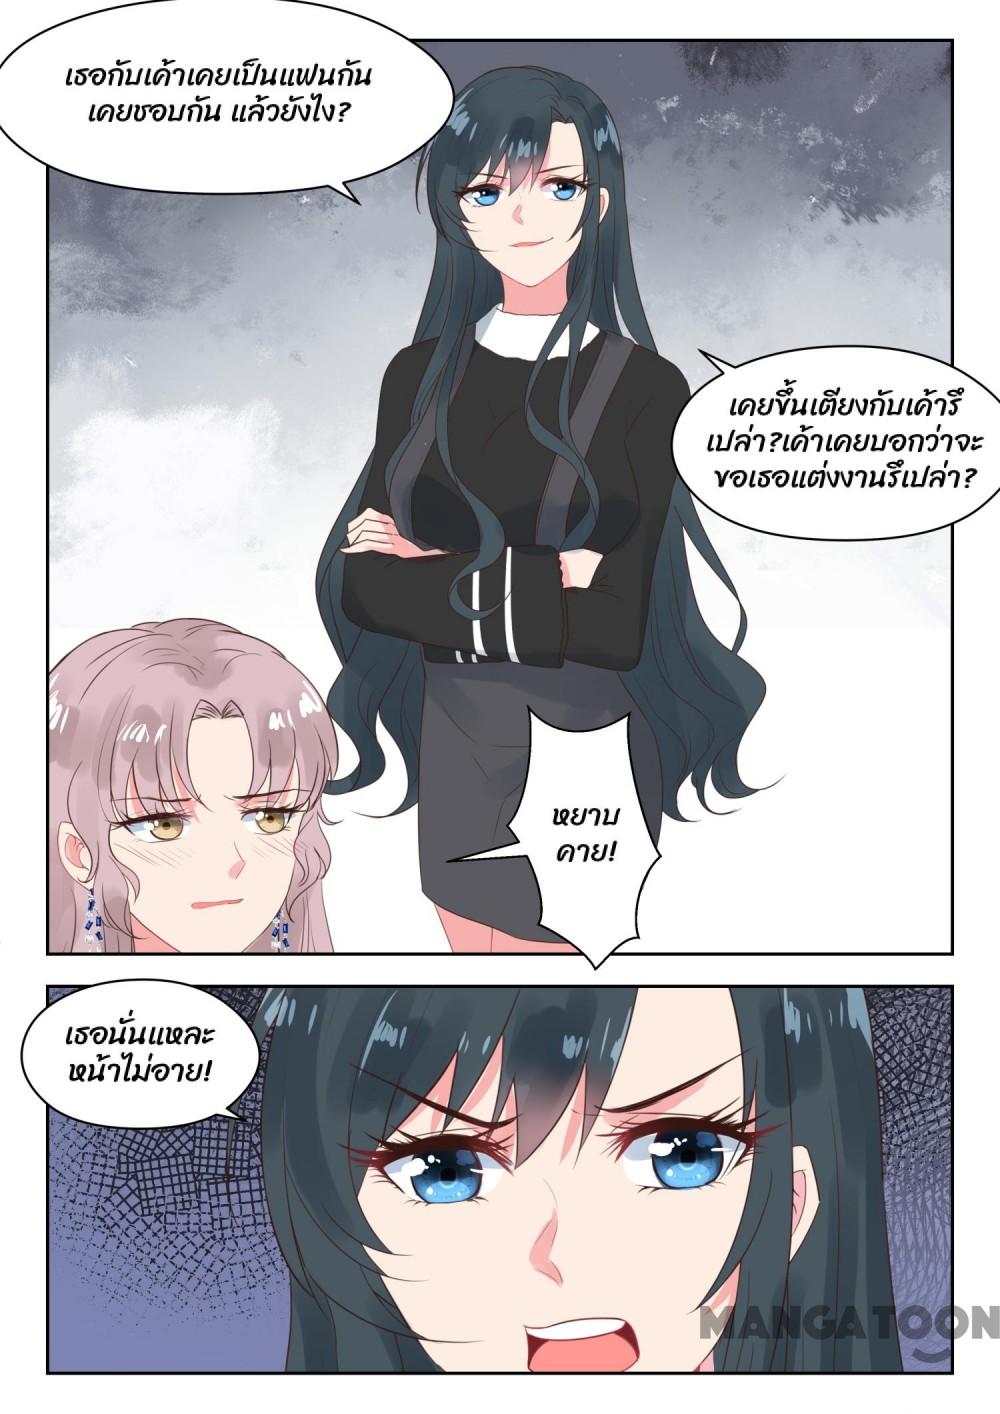 เธอกับเค้าเคยเป็นแฟนกัน
เคยชอบกัน แล้วยังไง?
เคยขึ้นเตียงกับเค้ารึ
เปล่า?เค้าเคยบอกว่าจะ
ขอเธอแต่งงานรึเปล่า?
หยาบ
คาย!
เธอนั่นแหละ
หน้าไม่อาย!
MANGATOON